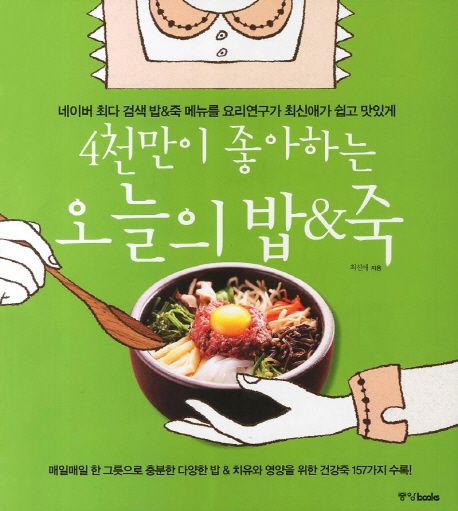 네이버 최다 검색 밥&죽 메뉴를 요리연구가 최신애가 쉽고 맛있게
4천만이 좋아하는
오늘의 밥&죽
최신애 지음
매일매일 한 그릇으로 충분한 다양한 밥 & 치유와 영양을 위한 건강죽 157가지 수록!
중앙books